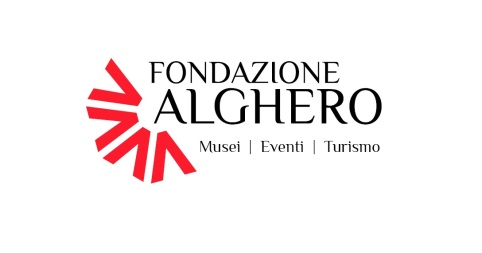 FONDAZIONE
ALGHERO
Musei | Eventi | Turismo